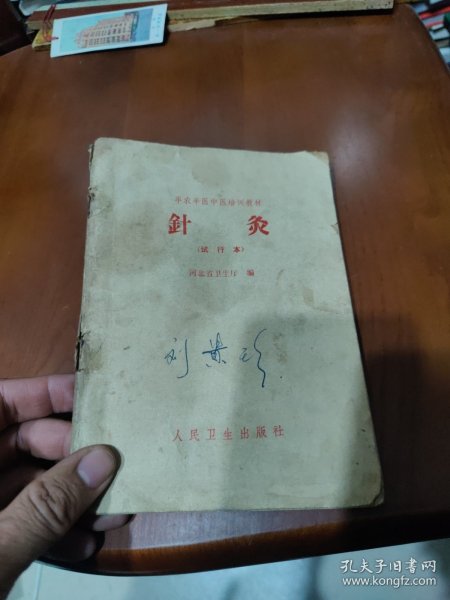 半农半医中医培训教材
針灸
(试行本)
河北省卫生厅 编
人民卫生出版社
孔夫子旧书网
www.kongfz.com